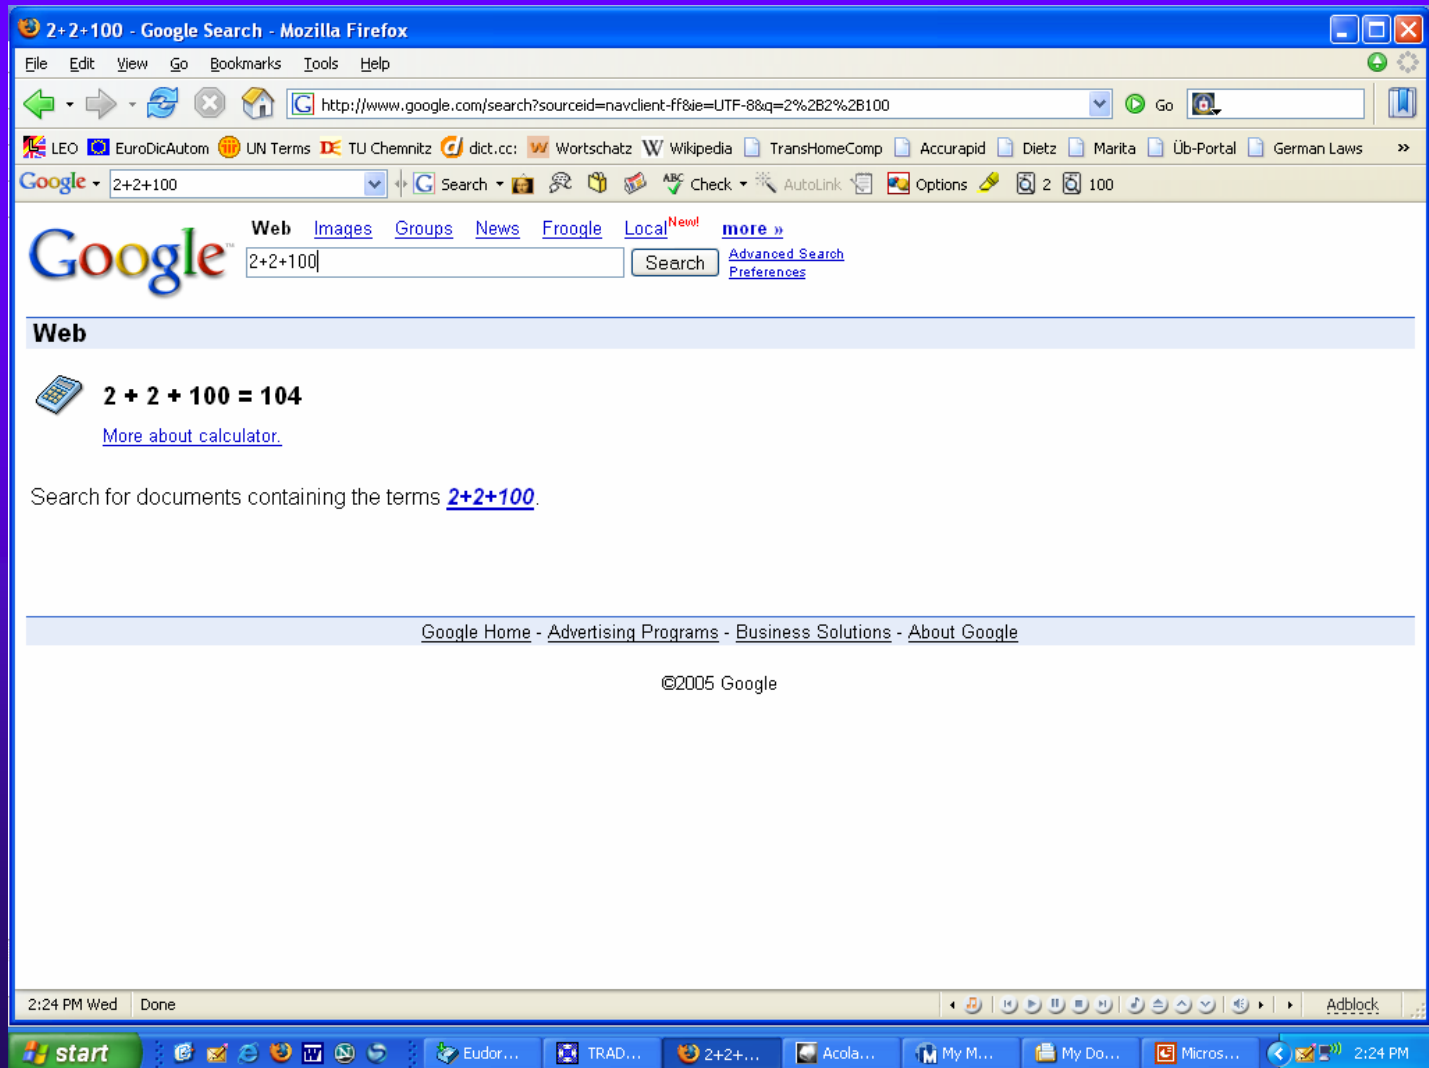 2+2+100 - Google Search - Mozilla Firefox
File Edit View Go Bookmarks Tools Help
http://www.google.com/search?sourceid=navclient-ff&ie=UTF-8&q=2%2B2%2B100 Go
LEO EuroDicAutom UN Terms TU Chemnitz dict.cc: Wortschatz Wikipedia TransHomeComp Accurapid Dietz Marita Üb-Portal German Laws »
Google 2+2+100 Search ABC Check AutoLink Options 2 100
Web Images Groups News Froogle Local New! more »
Google™ 2+2+100 Search Advanced Search
Preferences
Web
2 + 2 + 100 = 104
More about calculator.
Search for documents containing the terms 2+2+100.
Google Home - Advertising Programs - Business Solutions - About Google
©2005 Google
2:24 PM Wed Done Adblock
start Eudor... TRAD... 2+2+... Acola... My M... My Do... Micros... 2:24 PM